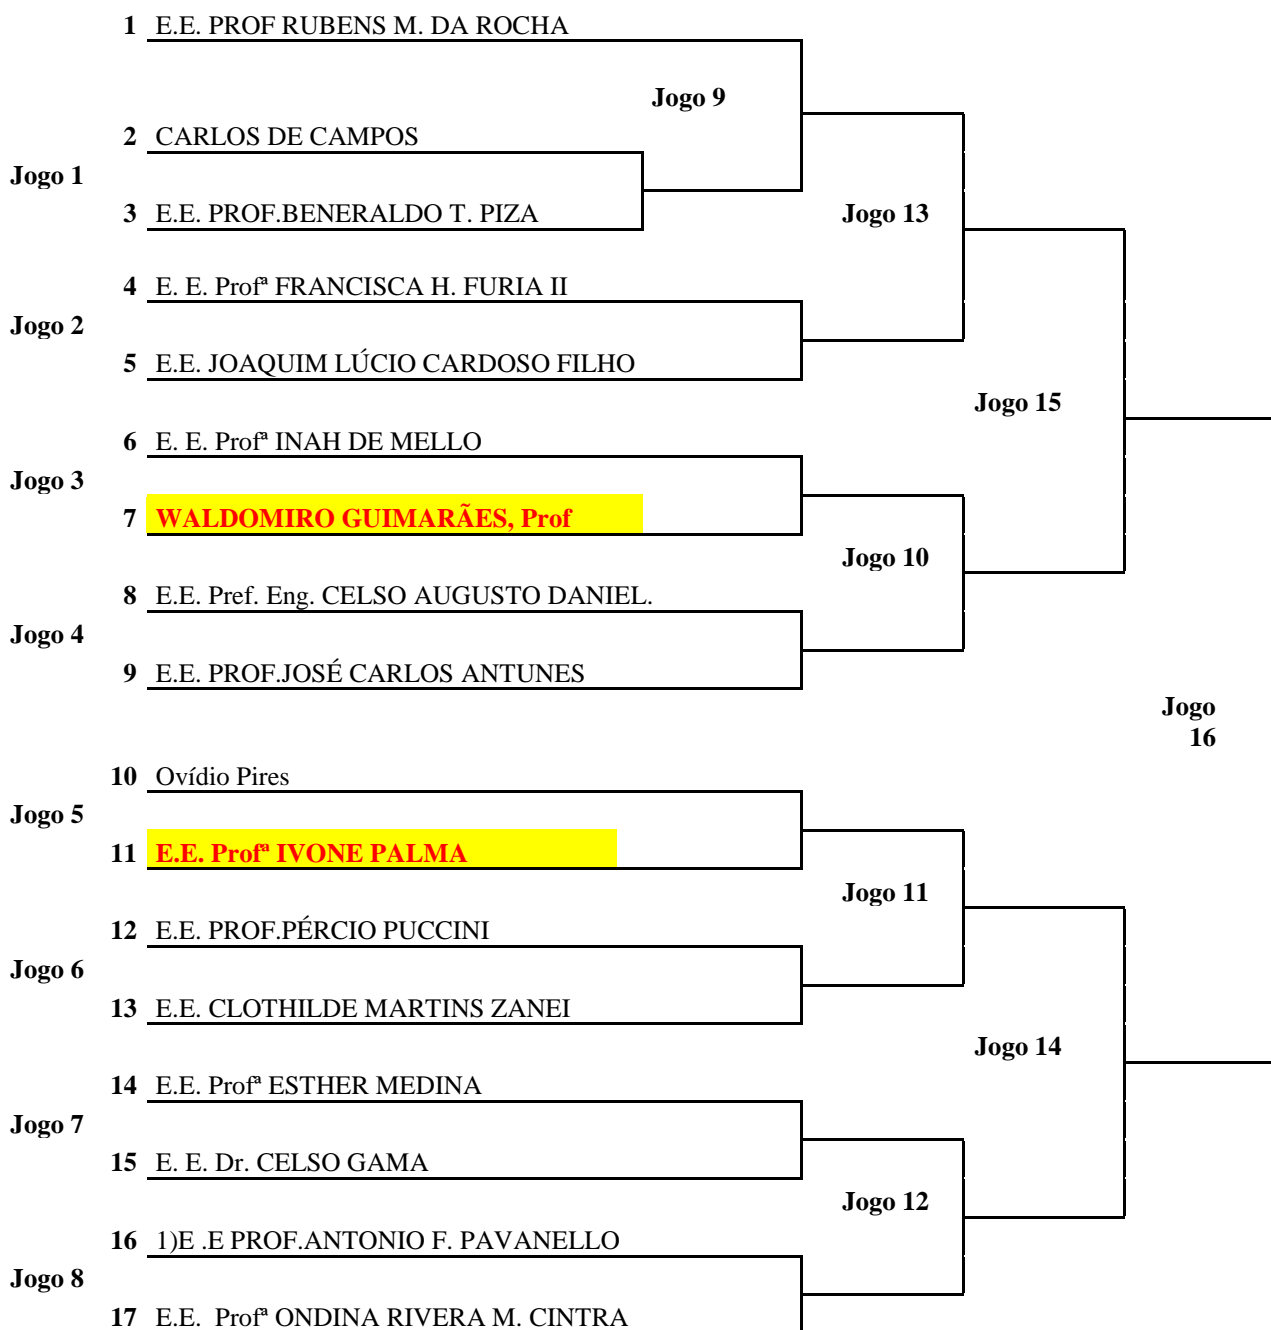 1 E.E. PROF RUBENS M. DA ROCHA
Jogo 9
2 CARLOS DE CAMPOS
Jogo 1
3 E.E. PROF.BENERALDO T. PIZA
Jogo 13
4 E. E. Profª FRANCISCA H. FURIA II
Jogo 2
5 E.E. JOAQUIM LÚCIO CARDOSO FILHO
Jogo 15
6 E. E. Profª INAH DE MELLO
Jogo 3
7 WALDOMIRO GUIMARÃES, Prof
Jogo 10
8 E.E. Pref. Eng. CELSO AUGUSTO DANIEL.
Jogo 4
9 E.E. PROF.JOSÉ CARLOS ANTUNES
Jogo
16
10 Ovídio Pires
Jogo 5
11 E.E. Profª IVONE PALMA
Jogo 11
12 E.E. PROF.PÉRCIO PUCCINI
Jogo 6
13 E.E. CLOTHILDE MARTINS ZANEI
Jogo 14
14 E.E. Profª ESTHER MEDINA
Jogo 7
15 E. E. Dr. CELSO GAMA
Jogo 12
16 1)E .E PROF.ANTONIO F. PAVANELLO
Jogo 8
17 E.E. Profª ONDINA RIVERA M. CINTRA